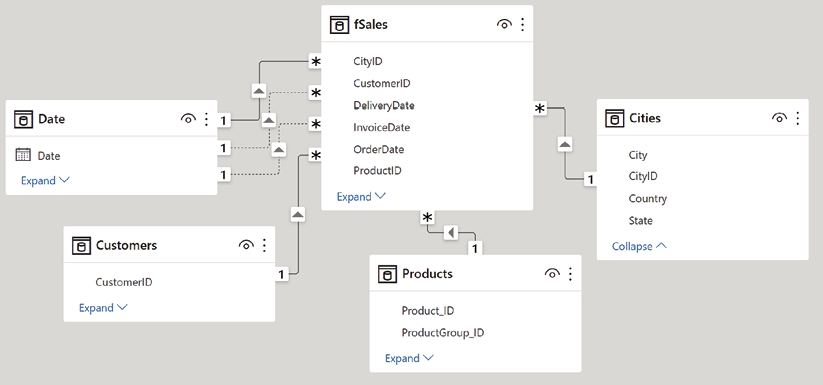 fSales
CityID
CustomerID
DeliveryDate
InvoiceDate
OrderDate
ProductID
Expand
*
*
*
*
*
*
Date
Date
Expand
1
1
1
Customers
CustomerID
Expand
1
Products
Product_ID
ProductGroup_ID
Expand
1
Cities
City
CityID
Country
State
Collapse
1